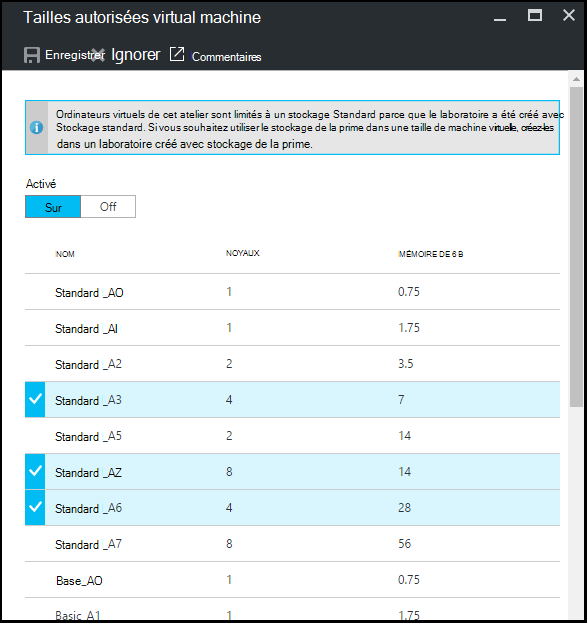 Tailles autorisées virtual machine
Enregistrer Ignorer Commentaires
Ordinateurs virtuels de cet atelier sont limités à un stockage Standard parce que le laboratoire a été créé avec
Stockage standard. Si vous souhaitez utiliser le stockage de la prime dans une taille de machine virtuelle, créez-les
dans un laboratoire créé avec stockage de la prime.
Activé
Sur Off
NOM NOYAUX MÉMOIRE DE 6 B
Standard _AO 1 0.75
Standard _AI 1 1.75
Standard _A2 2 3.5
Standard _A3 4 7
Standard _A5 2 14
Standard _AZ 8 14
Standard _A6 4 28
Standard _A7 8 56
Base_AO 1 0.75
Basic_A1 1 1.75